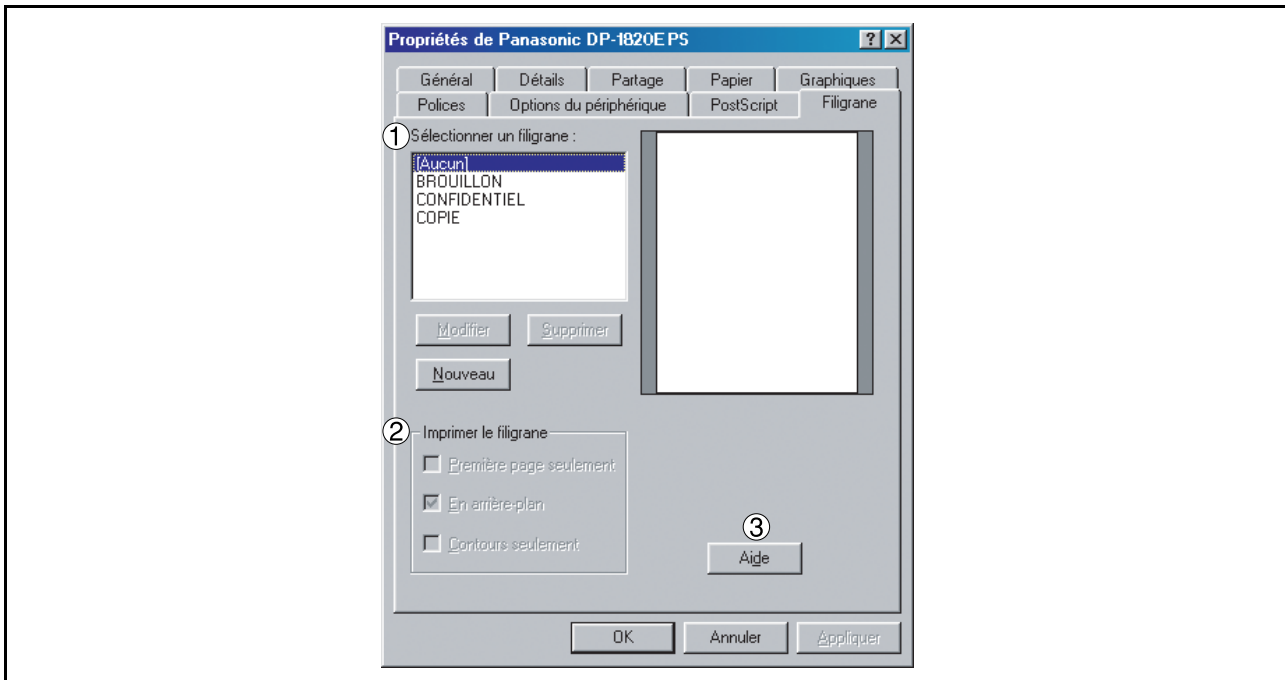 Propriétés de Panasonic DP-1820E PS
Général Détails Partage Papier Graphiques
Polices Options du périphérique PostScript Filigrane
① Sélectionner un filigrane :
[Aucun]
BROUILLON
CONFIDENTIEL
COPIE
Modifier Supprimer
Nouveau
② Imprimer le filigrane
Première page seulement
En arrière-plan
Contours seulement
③
Aide
OK Annuler Appliquer